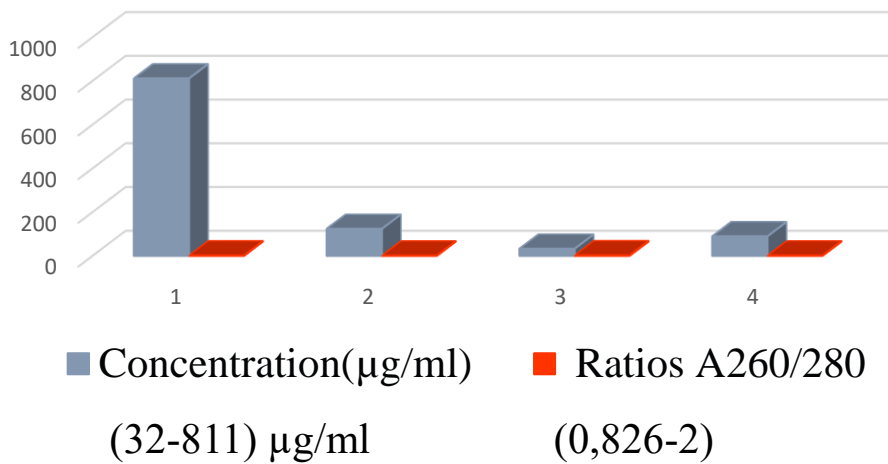 1000
800
600
400
200
0
1 2 3 4
Concentration(µg/ml) Ratios A260/280
(32-811) µg/ml (0,826-2)